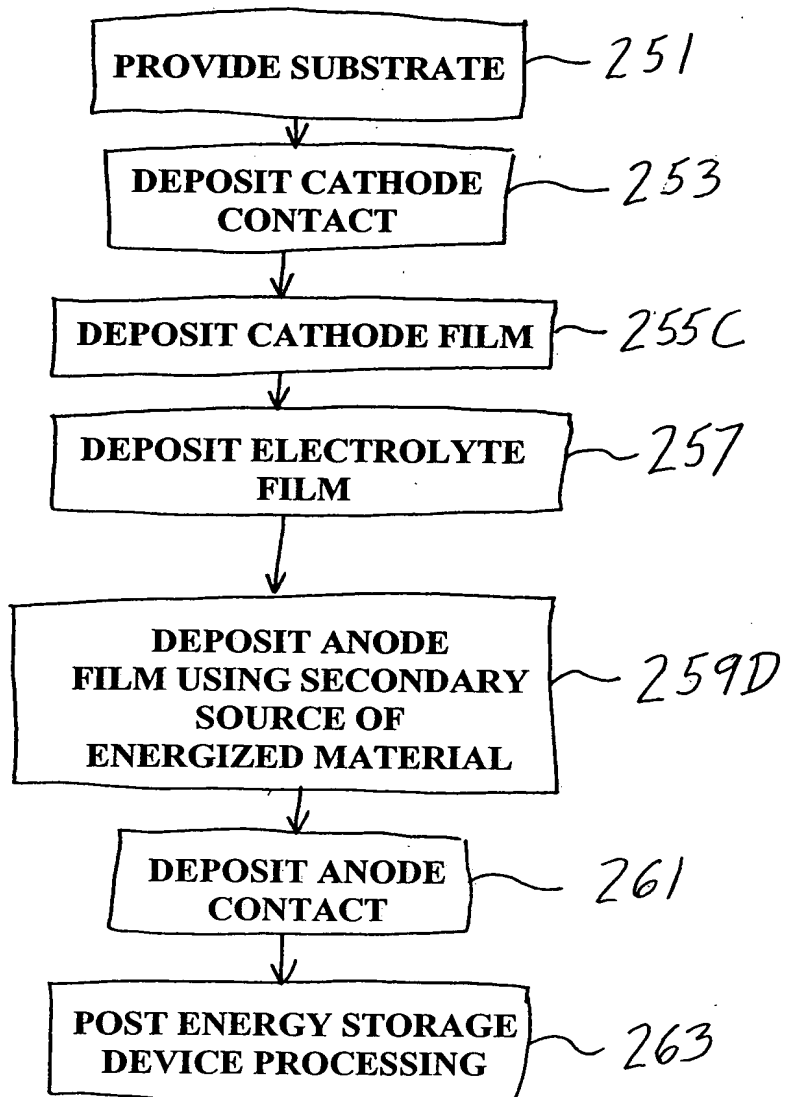 PROVIDE SUBSTRATE 251
DEPOSIT CATHODE 253
CONTACT
DEPOSIT CATHODE FILM 255C
DEPOSIT ELECTROLYTE 257
FILM
DEPOSIT ANODE
FILM USING SECONDARY 259D
SOURCE OF
ENERGIZED MATERIAL
DEPOSIT ANODE 261
CONTACT
POST ENERGY STORAGE
DEVICE PROCESSING 263